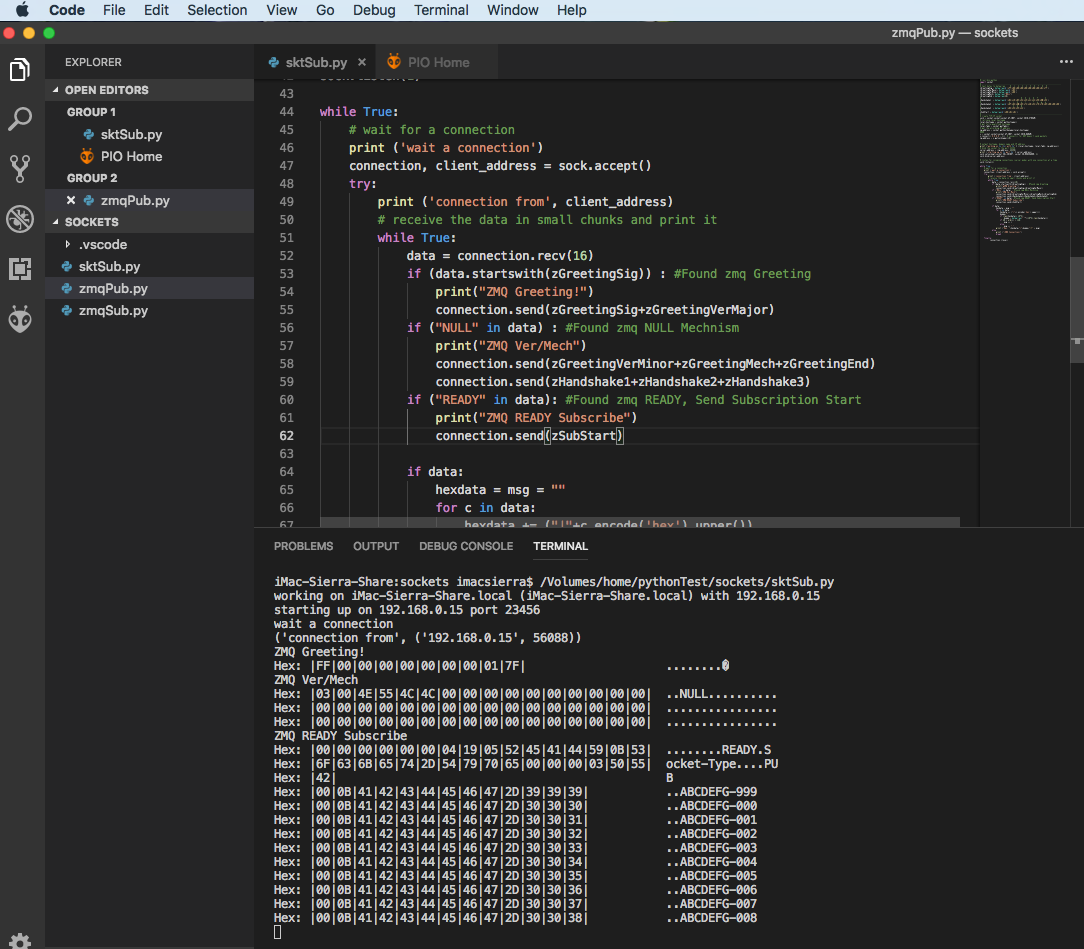 Code File Edit Selection View Go Debug Terminal Window Help
zmqPub.py — sockets
EXPLORER
OPEN EDITORS
GROUP 1
sktSub.py
PIO Home
GROUP 2
zmqPub.py
SOCKETS
.vscode
sktSub.py
zmqPub.py
zmqSub.py
sktSub.py PIO Home
43
44 while True:
45 # wait for a connection
46 print ('wait a connection')
47 connection, client_address = sock.accept()
48 try:
49 print ('connection from', client_address)
50 # receive the data in small chunks and print it
51 while True:
52 data = connection.recv(16)
53 if (data.startswith(zGreetingSig)) : #Found zmq Greeting
54 print("ZMQ Greeting!")
55 connection.send(zGreetingSig+zGreetingVerMajor)
56 if ("NULL" in data) : #Found zmq NULL Mechnism
57 print("ZMQ Ver/Mech")
58 connection.send(zGreetingVerMinor+zGreetingMech+zGreetingEnd)
59 connection.send(zHandshake1+zHandshake2+zHandshake3)
60 if ("READY" in data): #Found zmq READY, Send Subscription Start
61 print("ZMQ READY Subscribe")
62 connection.send(zSubStart)
63
64 if data:
65 hexdata = msg = ""
66 for c in data:
67 hexdata += ("|"+c.encode('hex').upper())
PROBLEMS OUTPUT DEBUG CONSOLE TERMINAL
iMac-Sierra-Share:sockets imacsierra$ /Volumes/home/pythonTest/sockets/sktSub.py
working on iMac-Sierra-Share.local (iMac-Sierra-Share.local) with 192.168.0.15
starting up on 192.168.0.15 port 23456
wait a connection
('connection from', ('192.168.0.15', 56088))
ZMQ Greeting!
Hex: |FF|00|00|00|00|00|00|00|01|7F| ........�
ZMQ Ver/Mech
Hex: |03|00|4E|55|4C|4C|00|00|00|00|00|00|00|00|00|00| ..NULL..........
Hex: |00|00|00|00|00|00|00|00|00|00|00|00|00|00|00|00| ................
Hex: |00|00|00|00|00|00|00|00|00|00|00|00|00|00|00|00| ................
ZMQ READY Subscribe
Hex: |00|00|00|00|00|00|04|19|05|52|45|41|44|59|0B|53| ........READY.S
Hex: |6F|63|6B|65|74|2D|54|79|70|65|00|00|00|03|50|55| ocket-Type....PU
Hex: |42| B
Hex: |00|0B|41|42|43|44|45|46|47|2D|39|39|39| ..ABCDEFG-999
Hex: |00|0B|41|42|43|44|45|46|47|2D|30|30|30| ..ABCDEFG-000
Hex: |00|0B|41|42|43|44|45|46|47|2D|30|30|31| ..ABCDEFG-001
Hex: |00|0B|41|42|43|44|45|46|47|2D|30|30|32| ..ABCDEFG-002
Hex: |00|0B|41|42|43|44|45|46|47|2D|30|30|33| ..ABCDEFG-003
Hex: |00|0B|41|42|43|44|45|46|47|2D|30|30|34| ..ABCDEFG-004
Hex: |00|0B|41|42|43|44|45|46|47|2D|30|30|35| ..ABCDEFG-005
Hex: |00|0B|41|42|43|44|45|46|47|2D|30|30|36| ..ABCDEFG-006
Hex: |00|0B|41|42|43|44|45|46|47|2D|30|30|37| ..ABCDEFG-007
Hex: |00|0B|41|42|43|44|45|46|47|2D|30|30|38| ..ABCDEFG-008